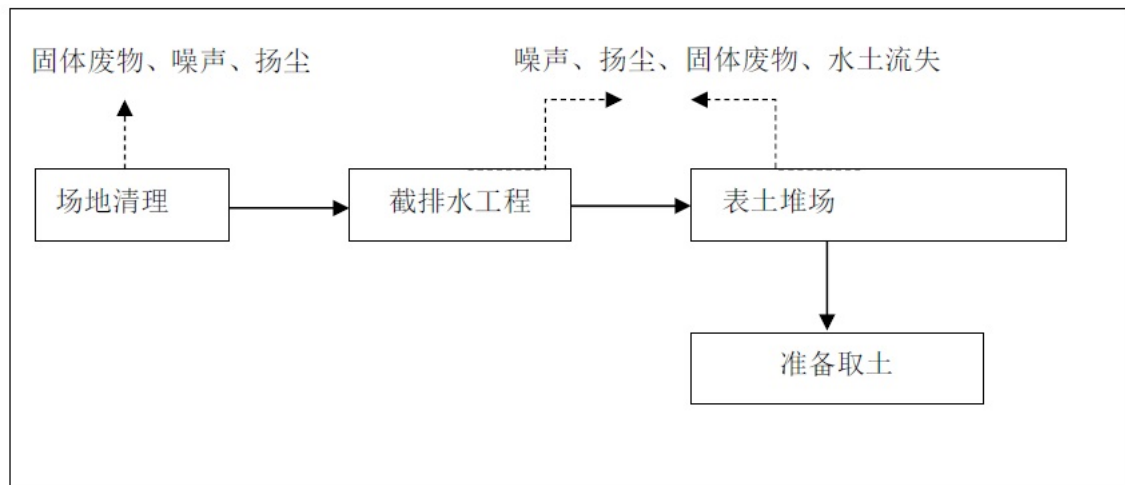 固体废物、噪声、扬尘
噪声、扬尘、固体废物、水土流失
场地清理
截排水工程
表土堆场
准备取土